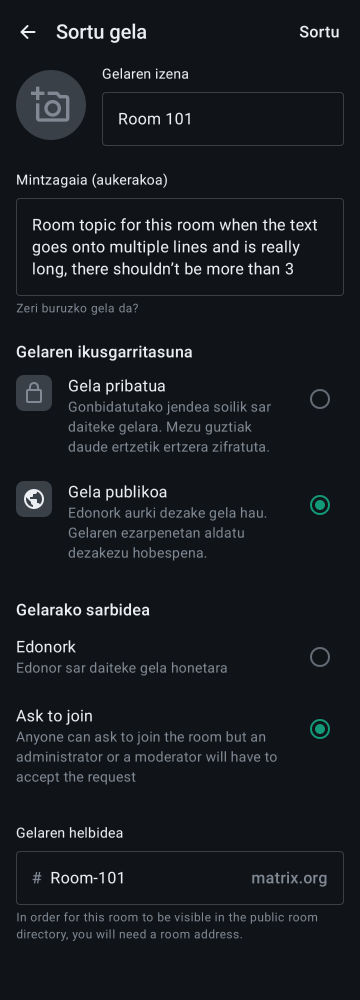 Sortu gela
Sortu
Gelaren izena
Room 101
Mintzagaia (aukerakoa)
Room topic for this room when the text
goes onto multiple lines and is really
long, there shouldn’t be more than 3
Zeri buruzko gela da?
Gelaren ikusgarritasuna
Gela pribatua
Gonbidatutako jendea soilik sar
daiteke gelara. Mezu guztiak
daude ertzetik ertzera zifratuta.
Gela publikoa
Edonork aurki dezake gela hau.
Gelaren ezarpenetan aldatu
dezakezu hobespena.
Gelarako sarbidea
Edonork
Edonor sar daiteke gela honetara
Ask to join
Anyone can ask to join the room but an
administrator or a moderator will have to
accept the request
Gelaren helbidea
# Room-101 matrix.org
In order for this room to be visible in the public room
directory, you will need a room address.